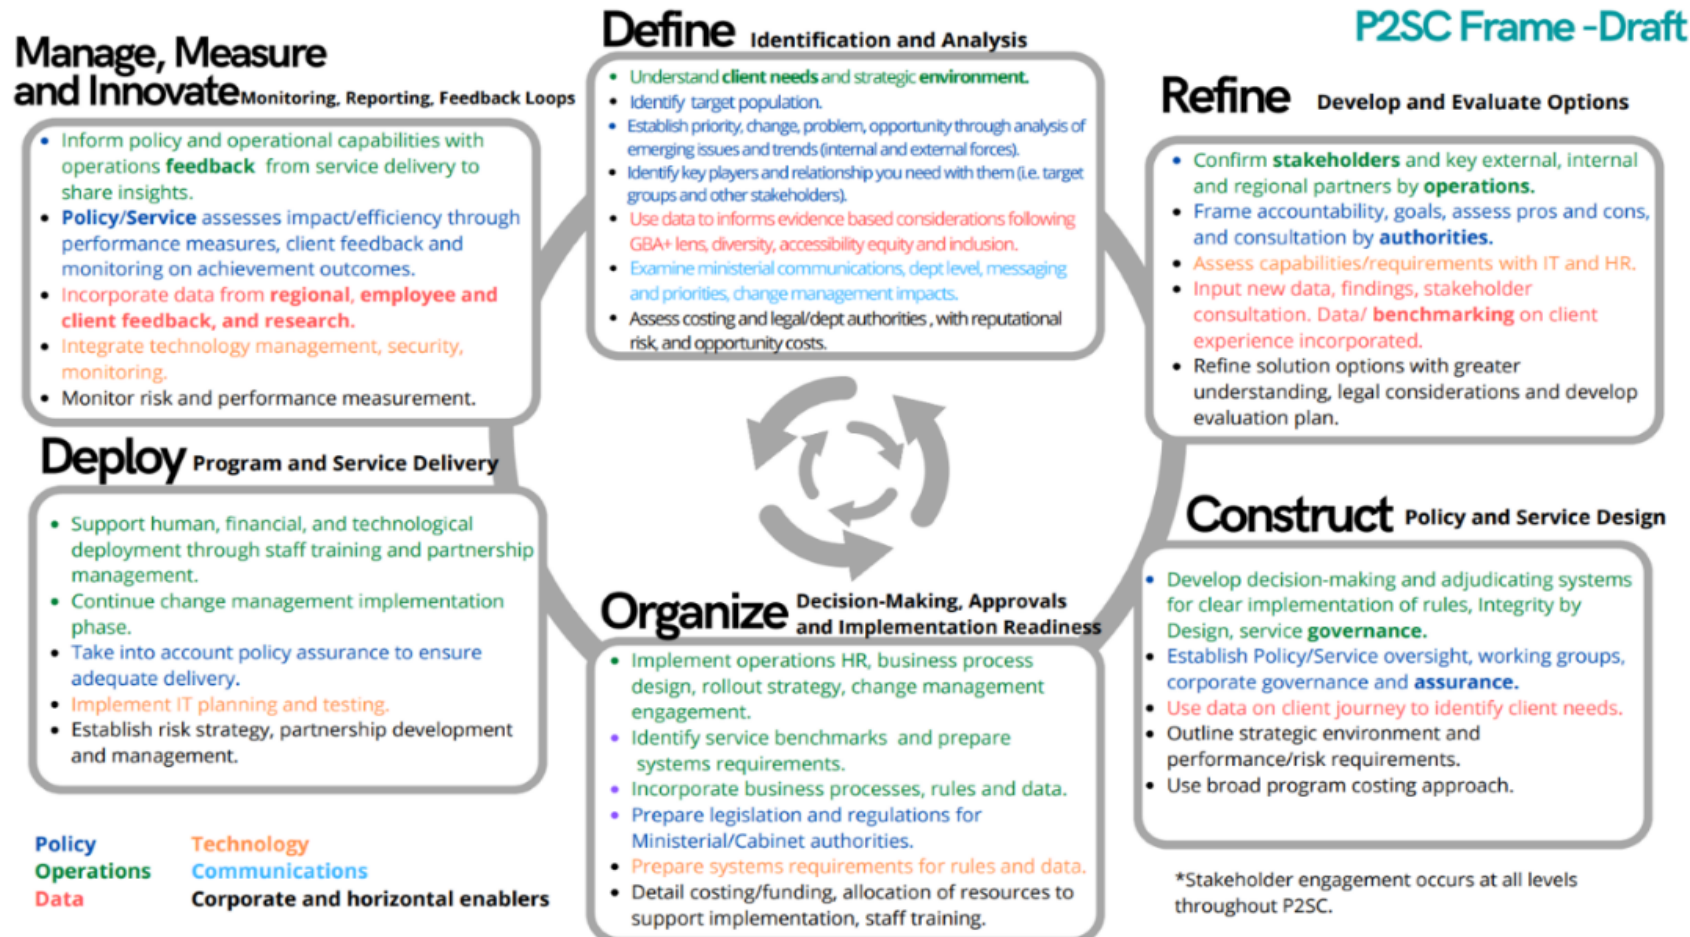 P2SC Frame -Draft
Define Identification and Analysis
• Understand client needs and strategic environment.
• Identify target population.
• Establish priority, change, problem, opportunity through analysis of
emerging issues and trends (internal and external forces).
• Identify key players and relationship you need with them (i.e. target
groups and other stakeholders).
• Use data to informs evidence based considerations following
GBA+ lens, diversity, accessibility equity and inclusion.
• Examine ministerial communications, dept level, messaging
and priorities, change management impacts.
• Assess costing and legal/dept authorities , with reputational
risk, and opportunity costs.
Refine Develop and Evaluate Options
• Confirm stakeholders and key external, internal
and regional partners by operations.
• Frame accountability, goals, assess pros and cons,
and consultation by authorities.
• Assess capabilities/requirements with IT and HR.
• Input new data, findings, stakeholder
consultation. Data/ benchmarking on client
experience incorporated.
• Refine solution options with greater
understanding, legal considerations and develop
evaluation plan.
Construct Policy and Service Design
• Develop decision-making and adjudicating systems
for clear implementation of rules, Integrity by
Design, service governance.
• Establish Policy/Service oversight, working groups,
corporate governance and assurance.
• Use data on client journey to identify client needs.
• Outline strategic environment and
performance/risk requirements.
• Use broad program costing approach.
Organize Decision-Making, Approvals
and Implementation Readiness
• Implement operations HR, business process
design, rollout strategy, change management
engagement.
• Identify service benchmarks and prepare
systems requirements.
• Incorporate business processes, rules and data.
• Prepare legislation and regulations for
Ministerial/Cabinet authorities.
• Prepare systems requirements for rules and data.
• Detail costing/funding, allocation of resources to
support implementation, staff training.
Deploy Program and Service Delivery
• Support human, financial, and technological
deployment through staff training and partnership
management.
• Continue change management implementation
phase.
• Take into account policy assurance to ensure
adequate delivery.
• Implement IT planning and testing.
• Establish risk strategy, partnership development
and management.
Manage, Measure
and Innovate Monitoring, Reporting, Feedback Loops
• Inform policy and operational capabilities with
operations feedback from service delivery to
share insights.
• Policy/Service assesses impact/efficiency through
performance measures, client feedback and
monitoring on achievement outcomes.
• Incorporate data from regional, employee and
client feedback, and research.
• Integrate technology management, security,
monitoring.
• Monitor risk and performance measurement.
Policy
Operations
Data
Technology
Communications
Corporate and horizontal enablers
*Stakeholder engagement occurs at all levels
throughout P2SC.